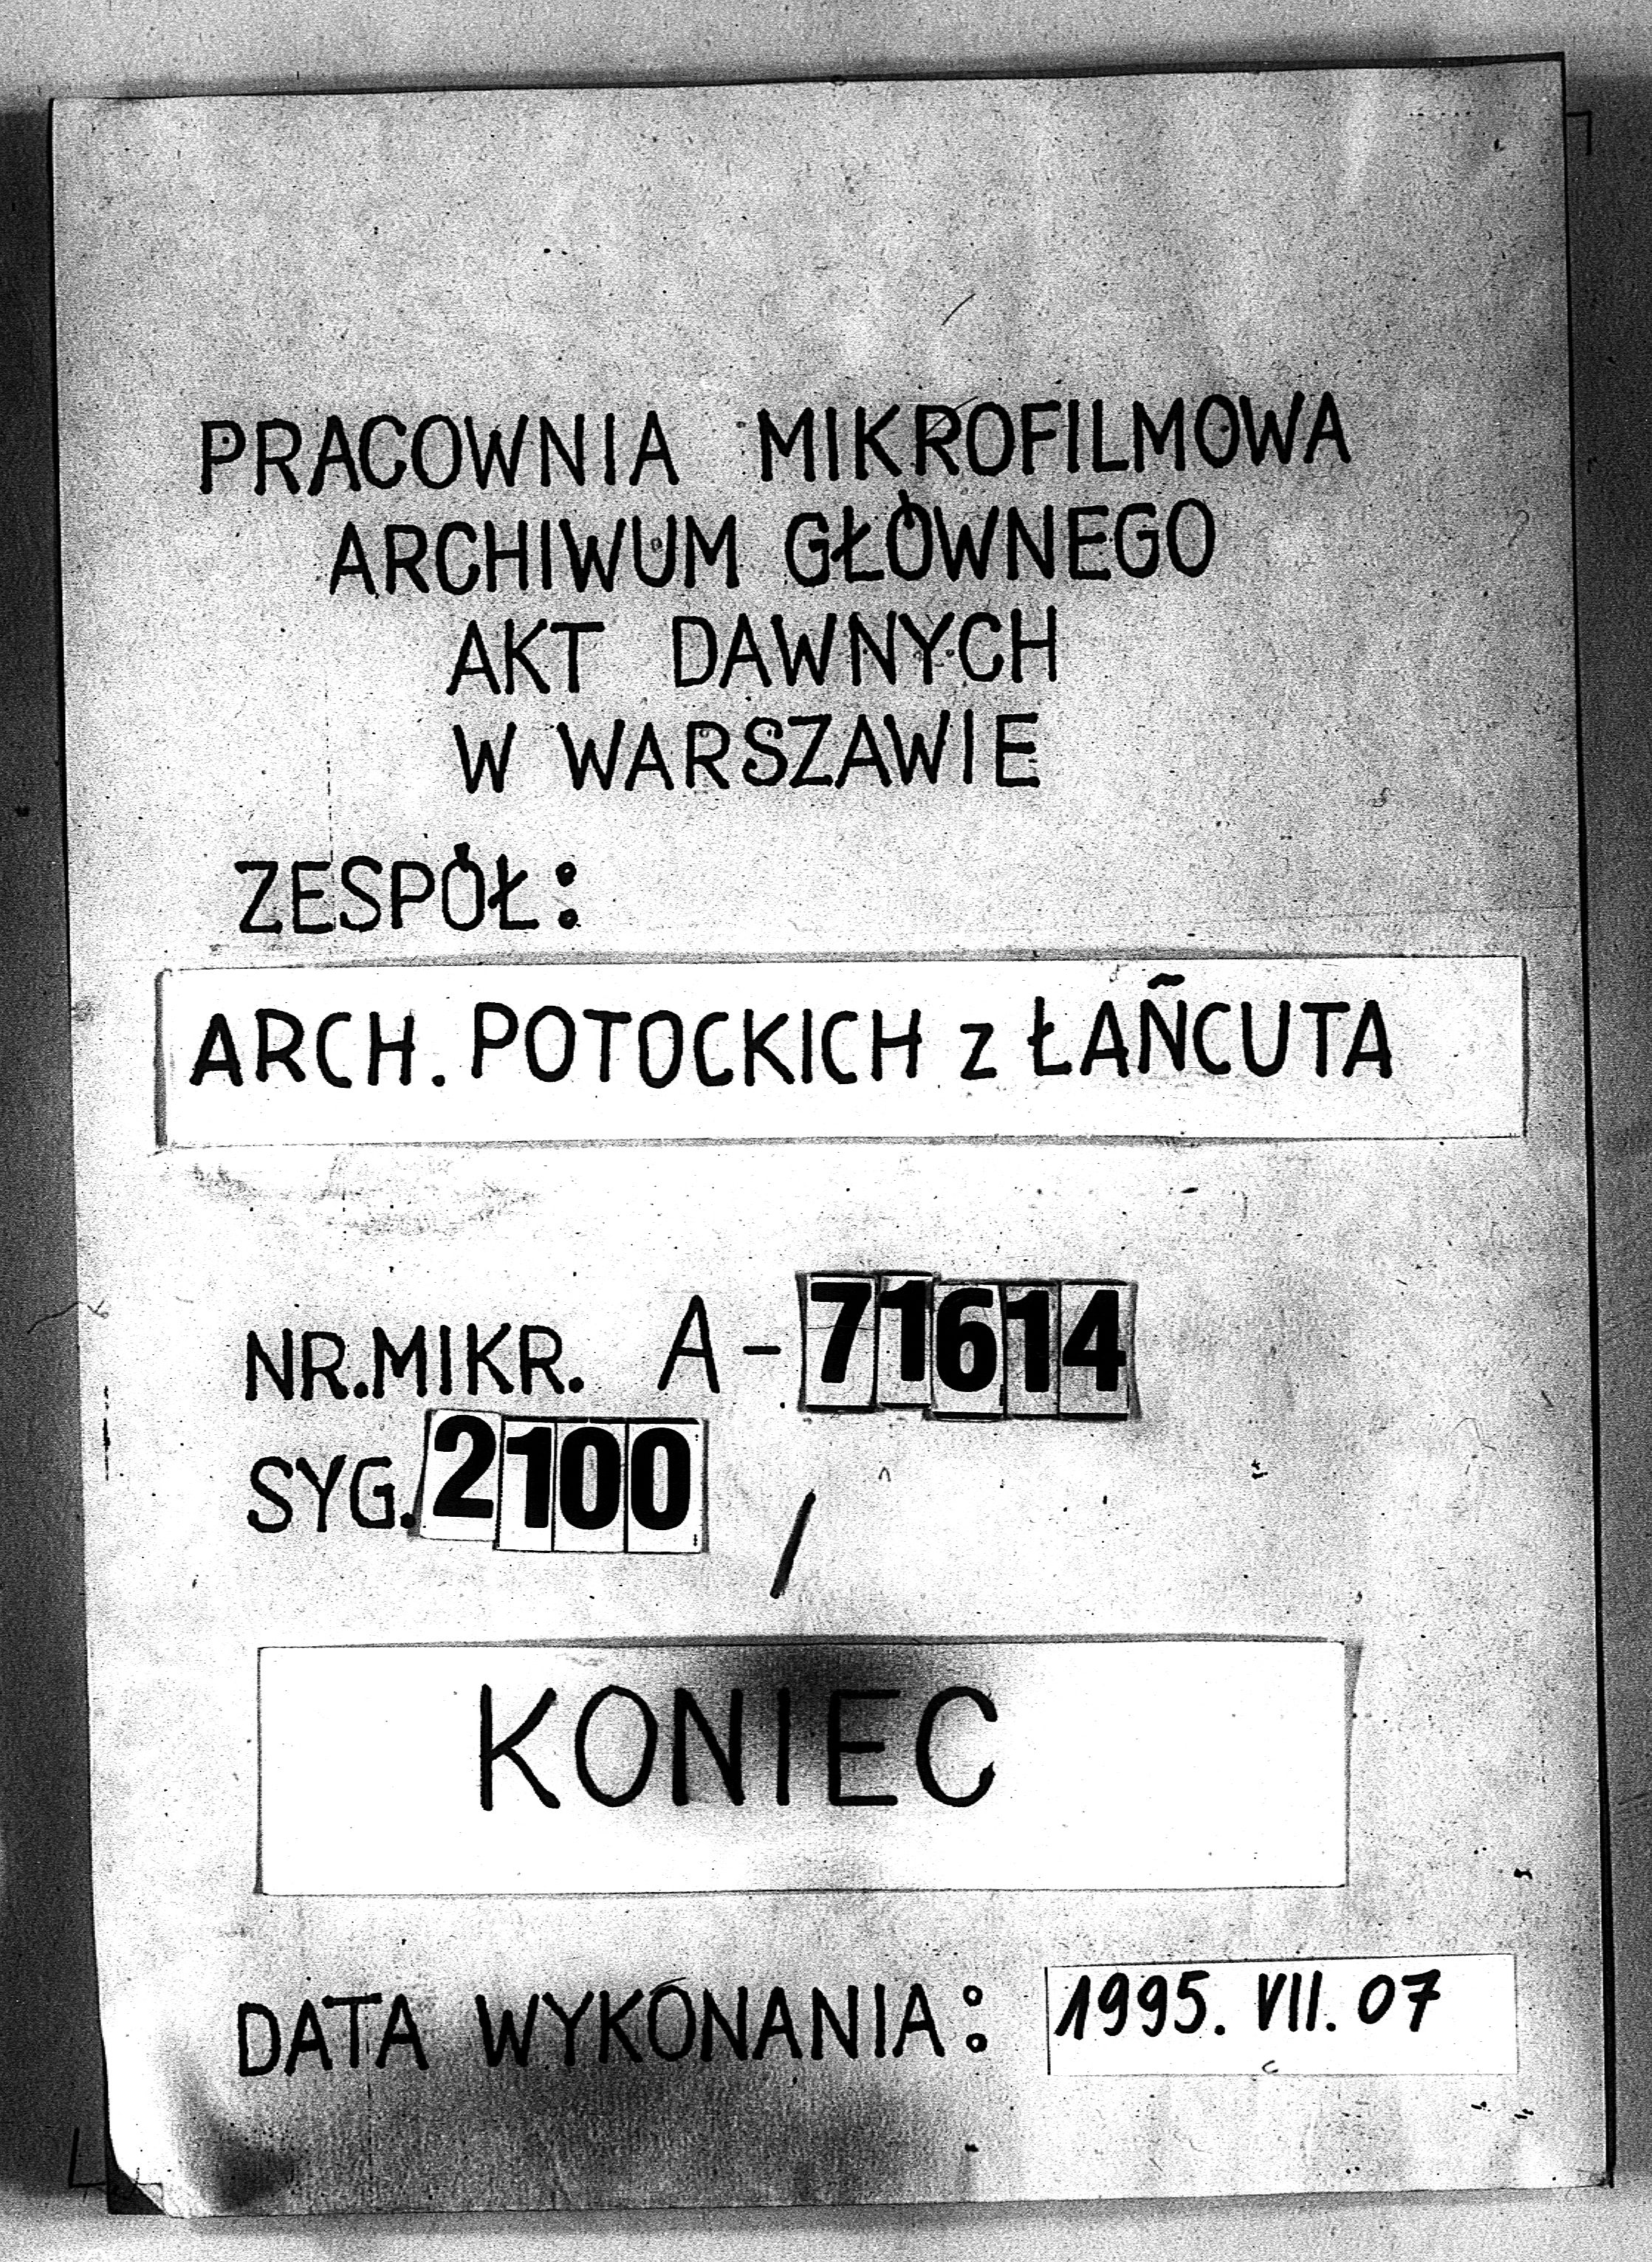 PRACOWNIA MIKROFILMOWA
ARCHIWUM GŁÓWNEGO
AKT DAWNYCH
W WARSZAWIE
ZESPÓŁ:
ARCH. POTOCKICH z ŁAŃCUTA
NR.MIKR. A-71614
SYG. 2100 /
KONIEC
DATA WYKONANIA: 1995. VII. 07